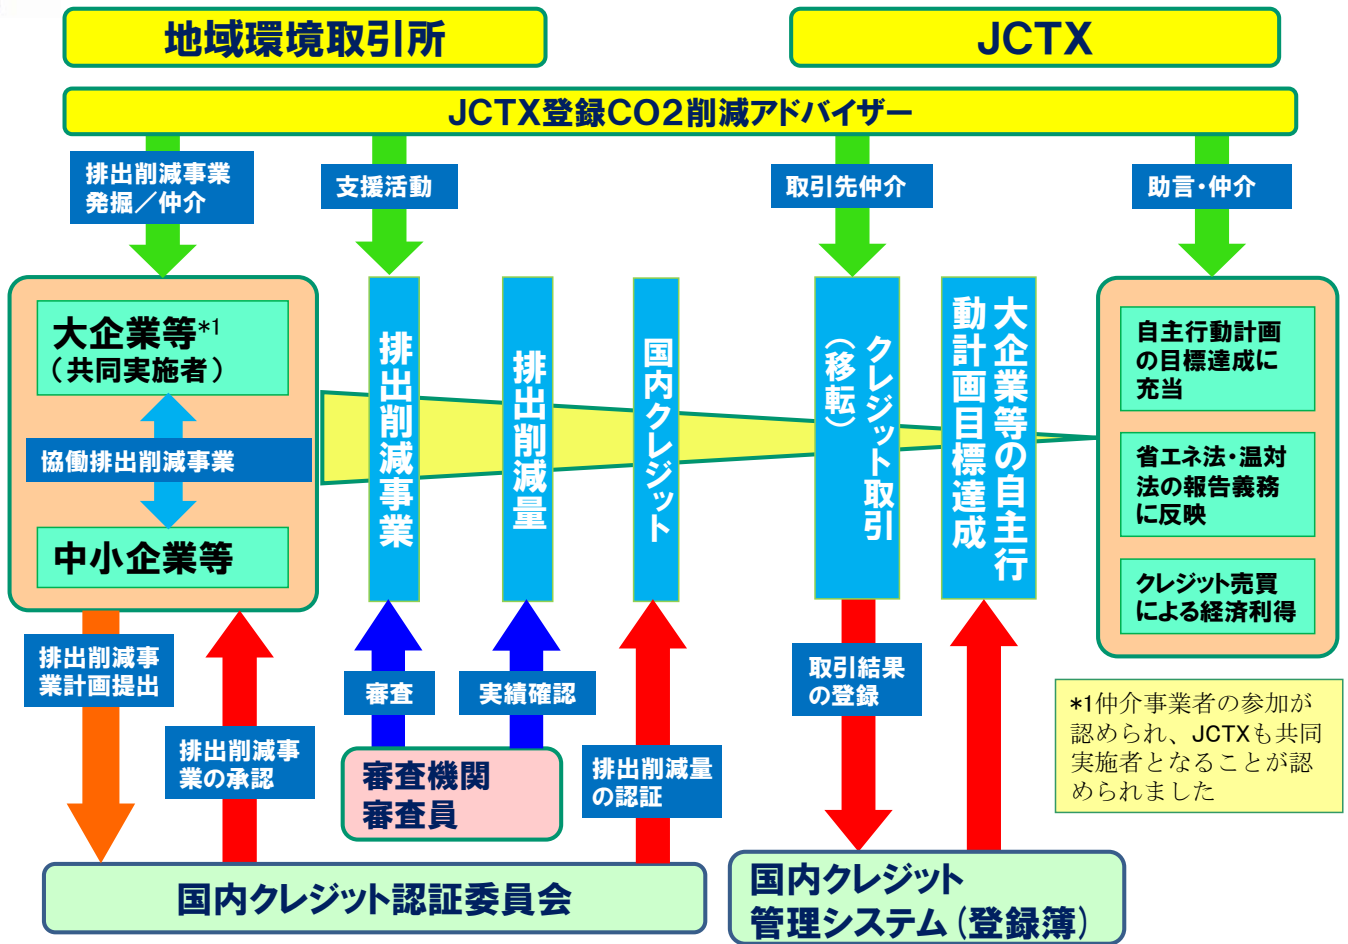 地域環境取引所
JCTX
JCTX登録CO2削減アドバイザー
排出削減事業
発掘／仲介
支援活動
取引先仲介
助言・仲介
大企業等*1
（共同実施者）
協働排出削減事業
中小企業等
排出削減事業
排出削減量
国内クレジット
クレジット取引
（移転）
大企業等の自主行
動計画目標達成
自主行動計画
の目標達成に
充当
省エネ法・温対
法の報告義務
に反映
クレジット売買
による経済利得
排出削減事
業計画提出
排出削減事
業の承認
審査
実績確認
審査機関
審査員
排出削減量
の認証
取引結果
の登録
*1仲介事業者の参加が
認められ、JCTXも共同
実施者となることが認
められました
国内クレジット認証委員会
国内クレジット
管理システム（登録簿）